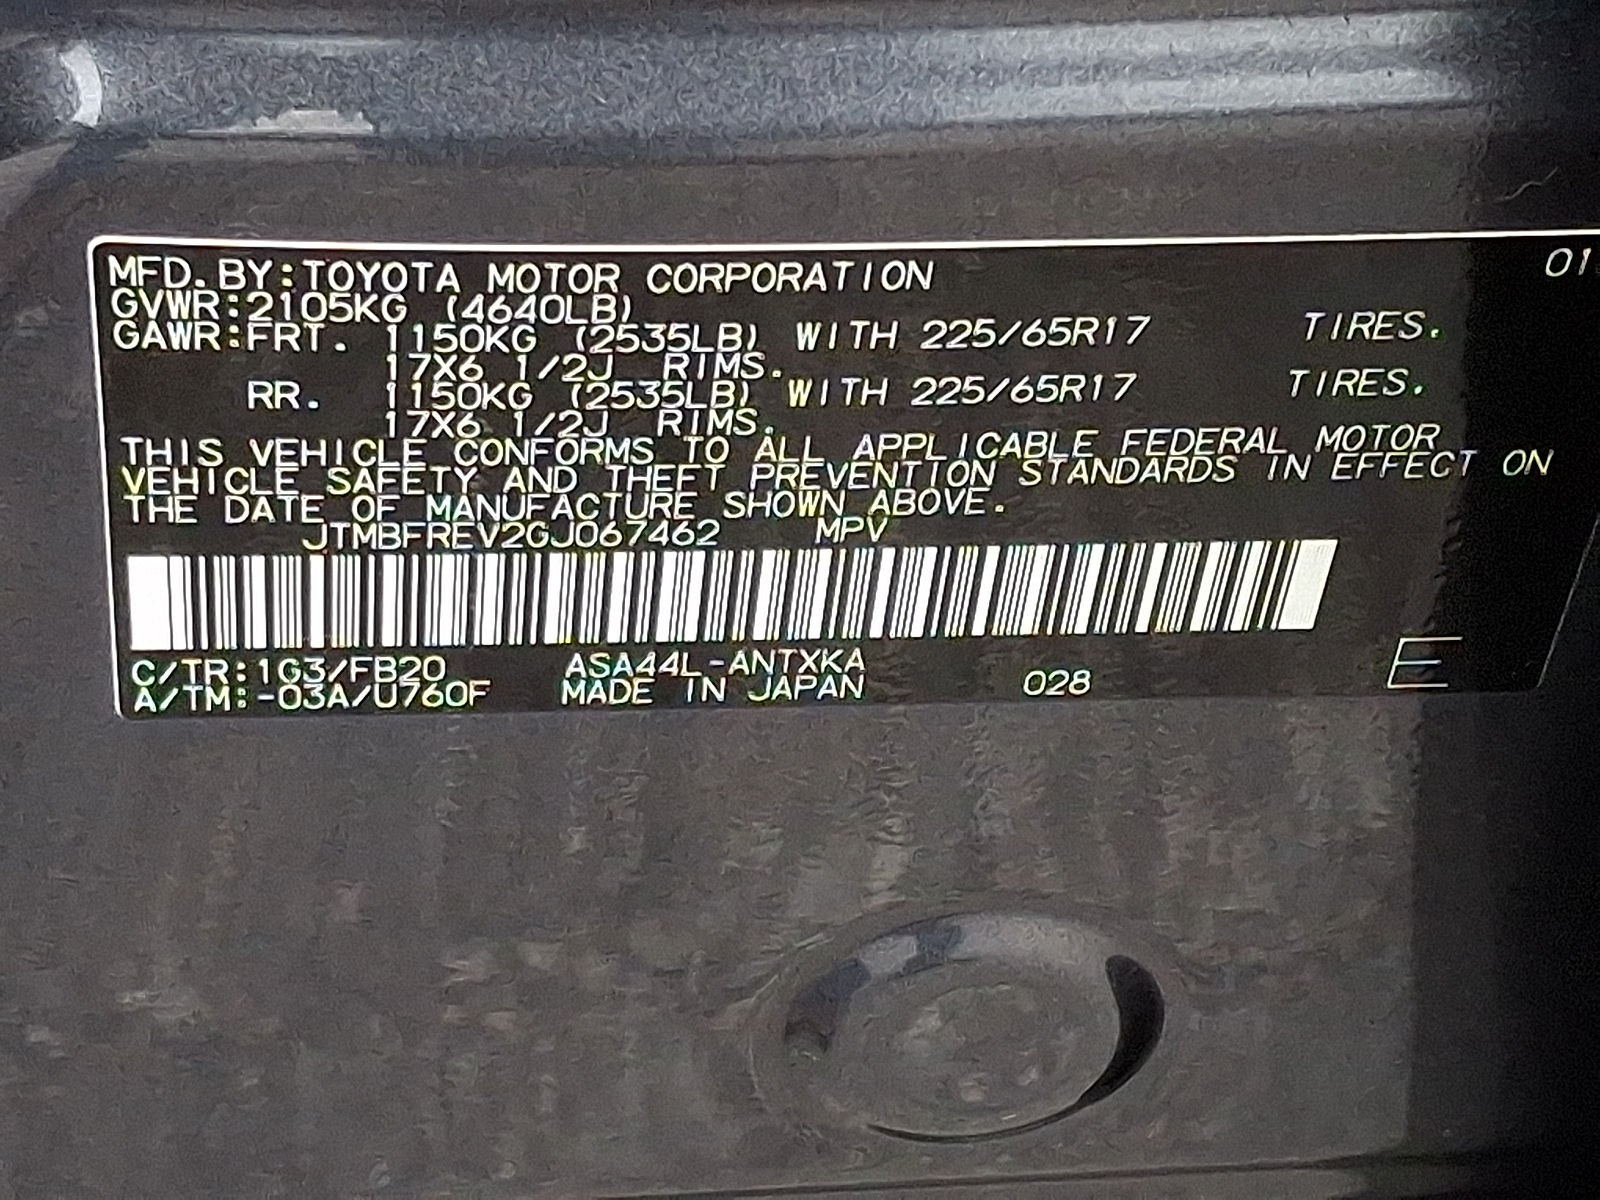 MFD. BY:TOYOTA MOTOR CORPORATION 01
GVWR:2105KG (4640LB)
GAWR:FRT. 1150KG (2535LB) WITH 225/65R17 TIRES.
17X6 1/2J RIMS.
RR. 1150KG (2535LB) WITH 225/65R17 TIRES.
17X6 1/2J RIMS.
THIS VEHICLE CONFORMS TO ALL APPLICABLE FEDERAL MOTOR
VEHICLE SAFETY AND THEFT PREVENTION STANDARDS IN EFFECT ON
THE DATE OF MANUFACTURE SHOWN ABOVE.
JTMBFREV2GJ067462 MPV
C/TR:1G3/FB20 ASA44L-ANTXKA
A/TM:-03A/U760F MADE IN JAPAN 028 E